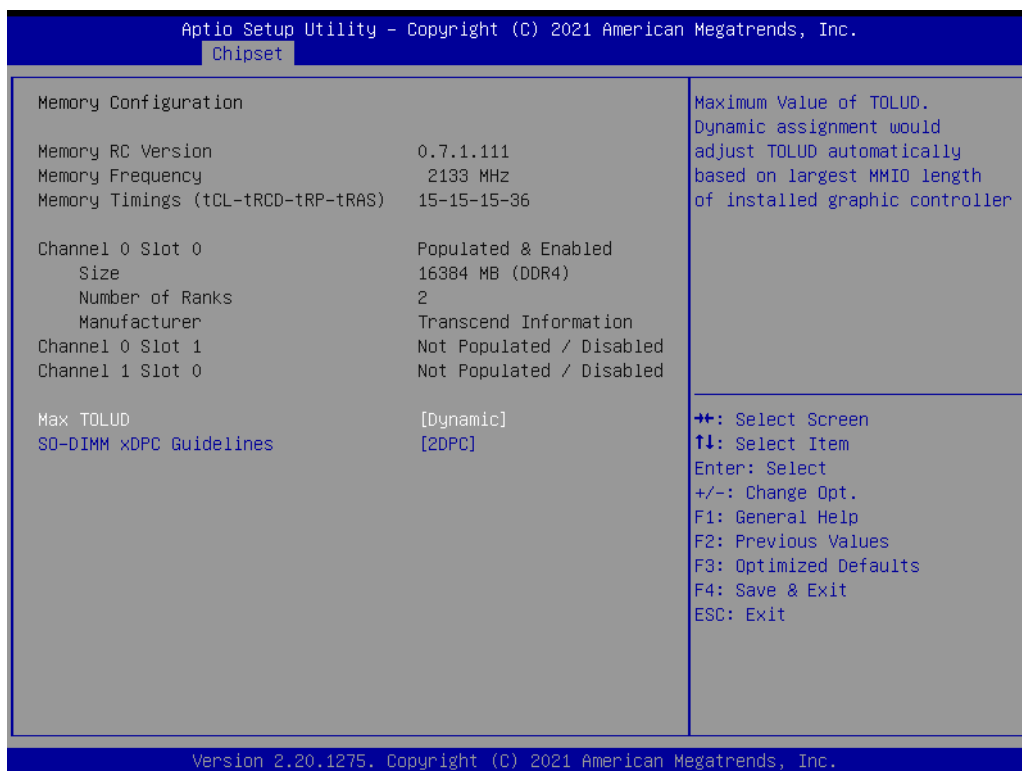 Aptio Setup Utility – Copyright (C) 2021 American Megatrends, Inc.
Chipset
Memory Configuration
Memory RC Version 0.7.1.111
Memory Frequency 2133 MHz
Memory Timings (tCL-tRCD-tRP-tRAS) 15-15-15-36
Channel 0 Slot 0 Populated & Enabled
Size 16384 MB (DDR4)
Number of Ranks 2
Manufacturer Transcend Information
Channel 0 Slot 1 Not Populated / Disabled
Channel 1 Slot 0 Not Populated / Disabled
Max TOLUD [Dynamic]
SO-DIMM xDPC Guidelines [2DPC]
Maximum Value of TOLUD.
Dynamic assignment would
adjust TOLUD automatically
based on largest MMIO length
of installed graphic controller
→←: Select Screen
↑↓: Select Item
Enter: Select
+/-: Change Opt.
F1: General Help
F2: Previous Values
F3: Optimized Defaults
F4: Save & Exit
ESC: Exit
Version 2.20.1275. Copyright (C) 2021 American Megatrends, Inc.